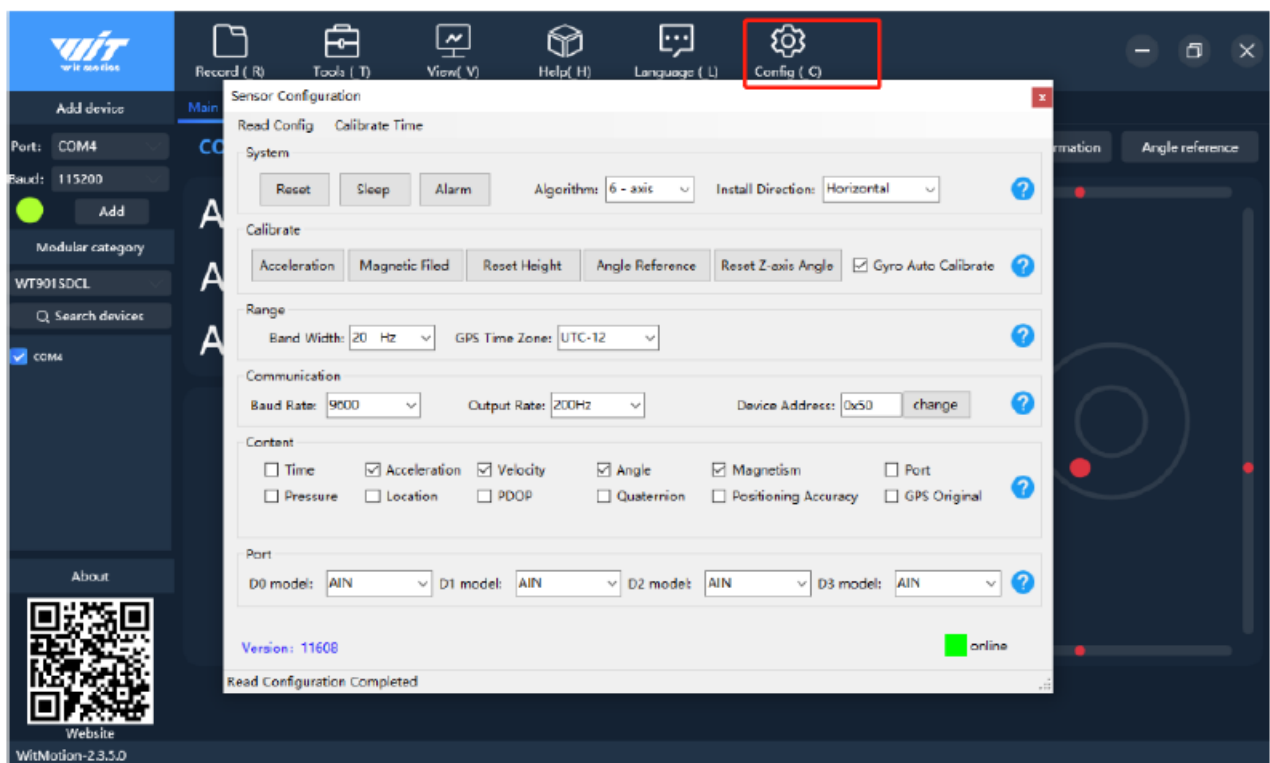 WiT
wit motion
Record ( R)
Tools ( T)
View( V)
Help( H)
Language ( L)
Config ( C)
Add device
Main
Port: COM4
Baud: 115200
Add
Modular category
WT901SDCL
Search devices
COM4
About
Website
WitMotion-2.3.5.0
CO
A
A
A
rmation
Angle reference
Sensor Configuration
x
Read Config Calibrate Time
System
Reset Sleep Alarm Algorithm: 6 - axis Install Direction: Horizontal ?
Calibrate
Acceleration Magnetic Filed Reset Height Angle Reference Reset Z-axis Angle Gyro Auto Calibrate ?
Range
Band Width: 20 Hz GPS Time Zone: UTC-12 ?
Communication
Baud Rate: 9600 Output Rate: 200Hz Device Address: 0x50 change ?
Content
Time Acceleration Velocity Angle Magnetism Port
Pressure Location PDOP Quaternion Positioning Accuracy GPS Original ?
Port
D0 model: AIN D1 model: AIN D2 model: AIN D3 model: AIN ?
Version: 11608
online
Read Configuration Completed